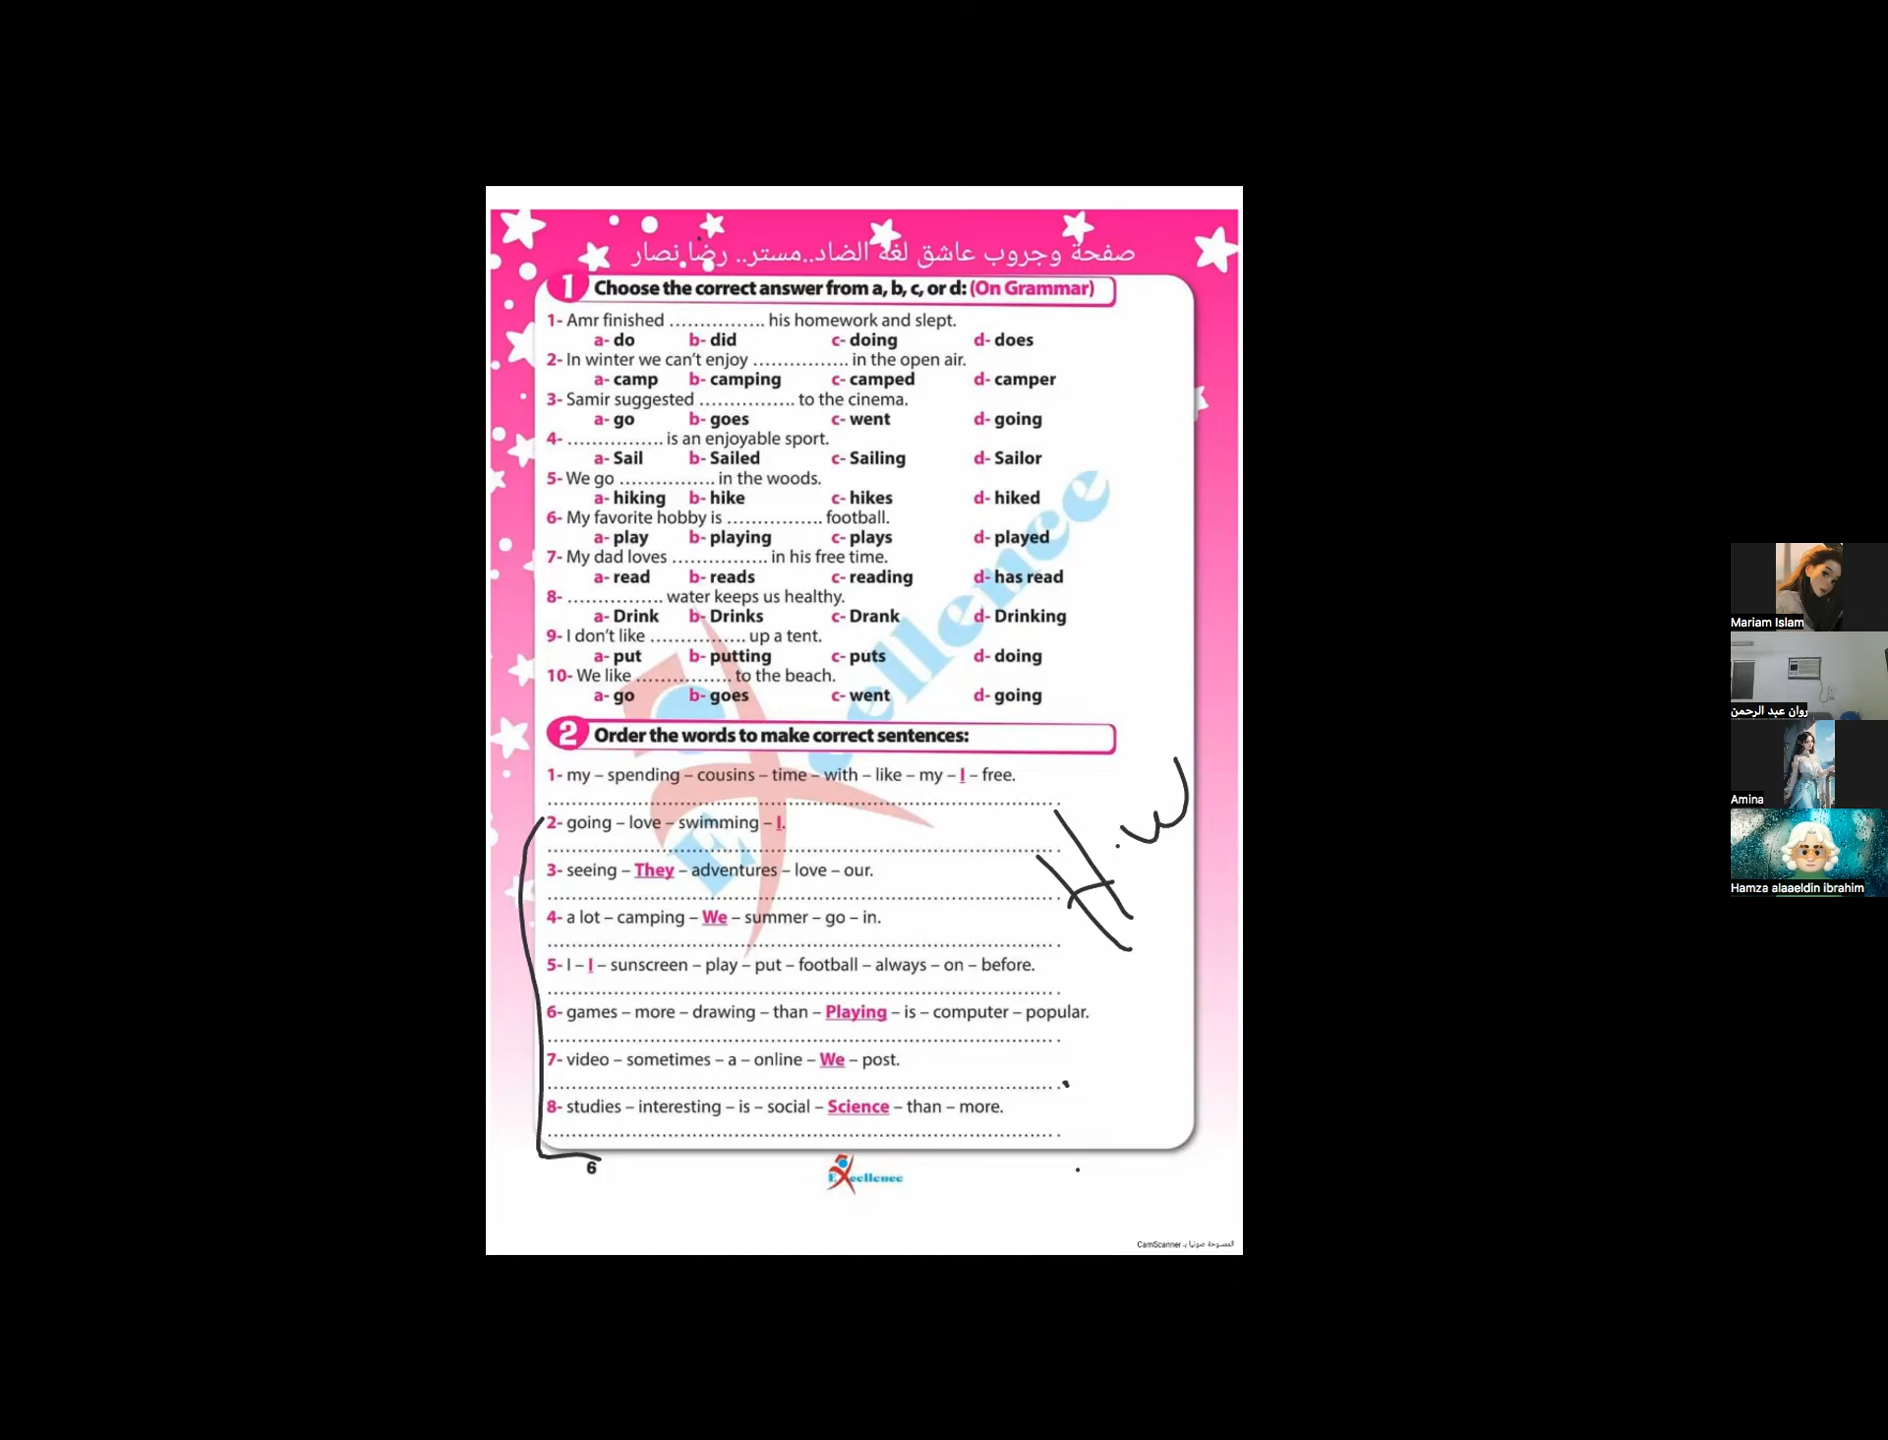 صفحة وجروب عاشق لغة الضاد..مستر.. رضا نصار
1 Choose the correct answer from a, b, c, or d: (On Grammar)
1- Amr finished ................ his homework and slept.
a- do b- did c- doing d- does
2- In winter we can't enjoy ................ in the open air.
a- camp b- camping c- camped d- camper
3- Samir suggested ................ to the cinema.
a- go b- goes c- went d- going
4- ................ is an enjoyable sport.
a- Sail b- Sailed c- Sailing d- Sailor
5- We go ................ in the woods.
a- hiking b- hike c- hikes d- hiked
6- My favorite hobby is ................ football.
a- play b- playing c- plays d- played
7- My dad loves ................ in his free time.
a- read b- reads c- reading d- has read
8- ................ water keeps us healthy.
a- Drink b- Drinks c- Drank d- Drinking
9- I don't like ................ up a tent.
a- put b- putting c- puts d- doing
10- We like ................ to the beach.
a- go b- goes c- went d- going
2 Order the words to make correct sentences:
1- my – spending – cousins – time – with – like – my – I – free.
2- going – love – swimming – I.
3- seeing – They – adventures – love – our.
4- a lot – camping – We – summer – go – in.
5- I – I – sunscreen – play – put – football – always – on – before.
6- games – more – drawing – than – Playing – is – computer – popular.
7- video – sometimes – a – online – We – post.
8- studies – interesting – is – social – Science – than – more.
H.w
6
Excellence
Excellence
الممسوحة ضوئيا بـ CamScanner
Mariam Islam
روان عبد الرحمن
Amina
Hamza alaaeldin ibrahim